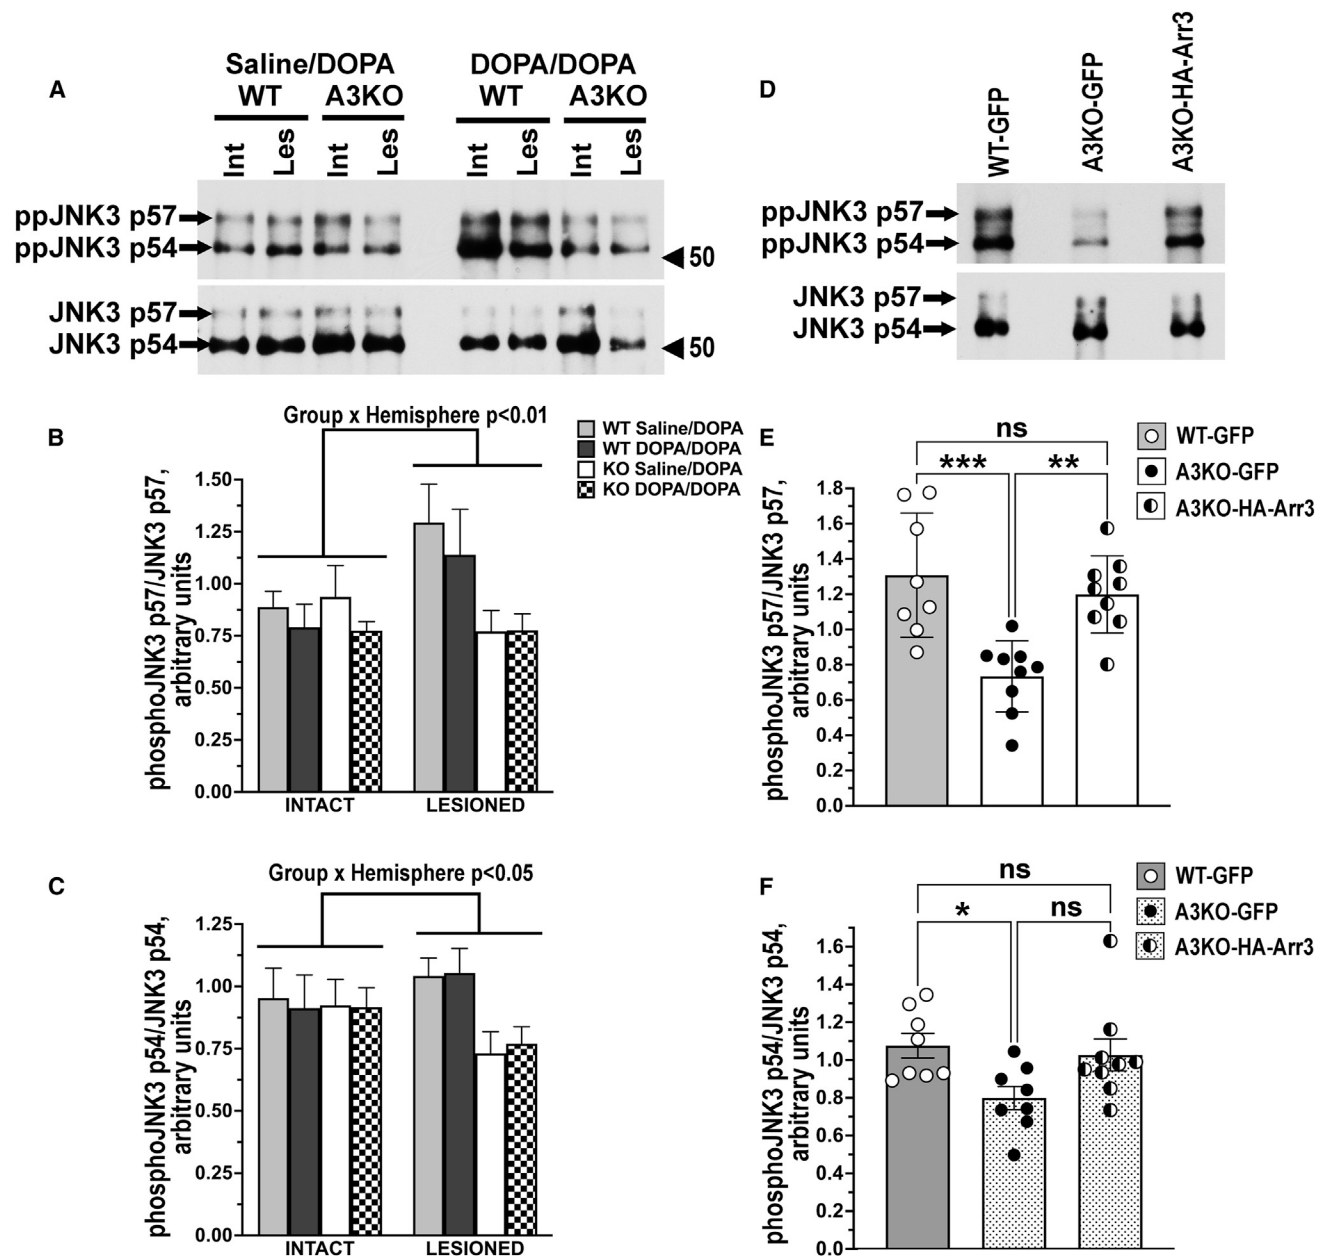 A
Saline/DOPA
DOPA/DOPA
WT
A3KO
WT
A3KO
Int
Les
Int
Les
Int
Les
Int
Les
ppJNK3 p57
ppJNK3 p54
50
JNK3 p57
JNK3 p54
50
D
WT-GFP
A3KO-GFP
A3KO-HA-Arr3
ppJNK3 p57
ppJNK3 p54
JNK3 p57
JNK3 p54
B
Group x Hemisphere p<0.01
WT Saline/DOPA
WT DOPA/DOPA
KO Saline/DOPA
KO DOPA/DOPA
phosphoJNK3 p57/JNK3 p57,
arbitrary units
1.50
1.25
1.00
0.75
0.50
0.25
0.00
INTACT
LESIONED
E
ns
***
**
WT-GFP
A3KO-GFP
A3KO-HA-Arr3
phosphoJNK3 p57/JNK3 p57,
arbitrary units
1.8
1.6
1.4
1.2
1.0
0.8
0.6
0.4
0.2
0.0
C
Group x Hemisphere p<0.05
phosphoJNK3 p54/JNK3 p54,
arbitrary units
1.25
1.00
0.75
0.50
0.25
0.00
INTACT
LESIONED
F
ns
*
ns
WT-GFP
A3KO-GFP
A3KO-HA-Arr3
phosphoJNK3 p54/JNK3 p54,
arbitrary units
1.6
1.4
1.2
1.0
0.8
0.6
0.4
0.2
0.0